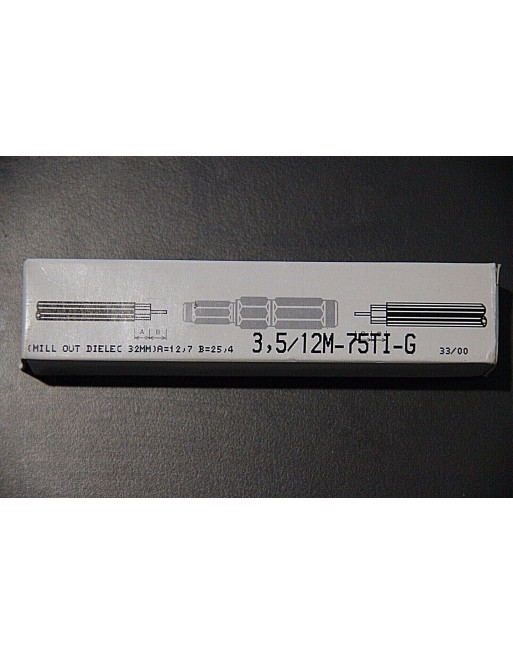 A B
(MILL OUT DIELEC 32MM)A=12,7 B=25,4 3,5/12M-75TI-G 33/00